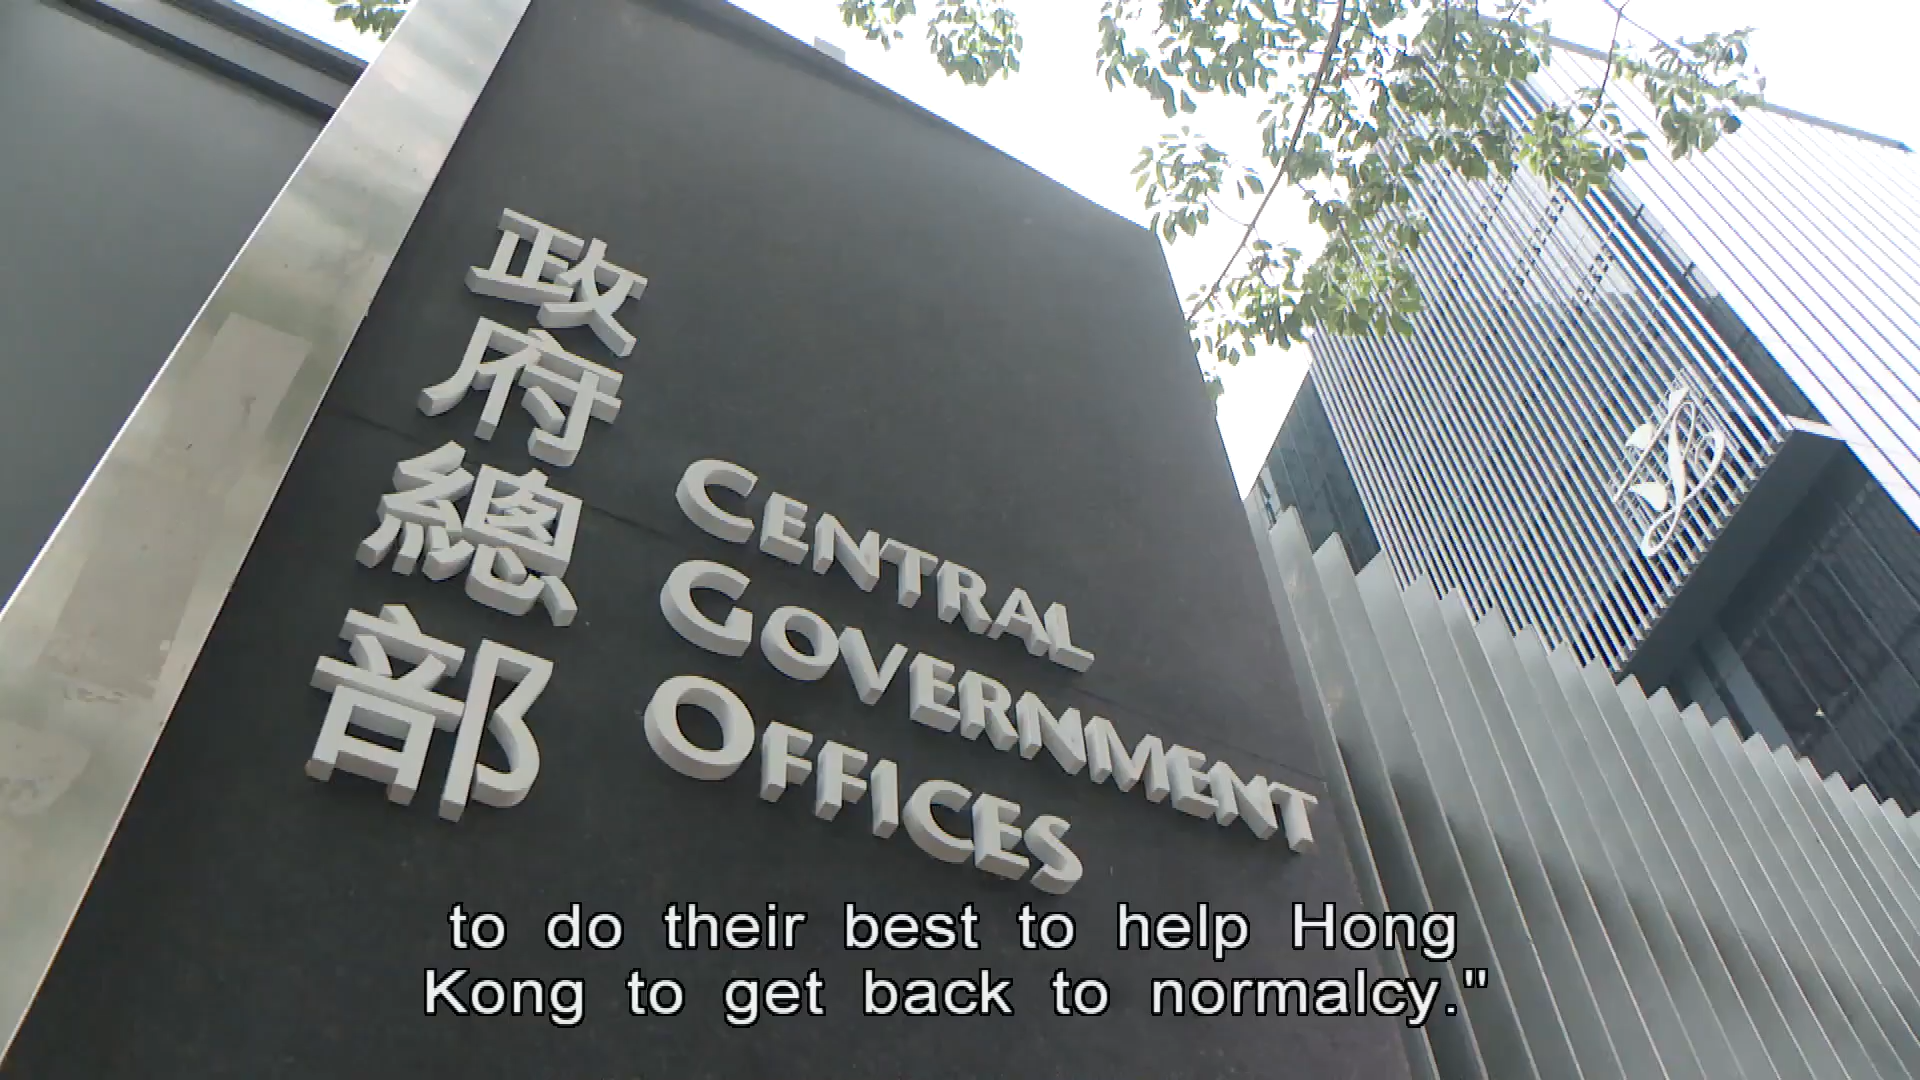 政府總部
CENTRAL
GOVERNMENT
OFFICES
to do their best to help Hong
Kong to get back to normalcy."